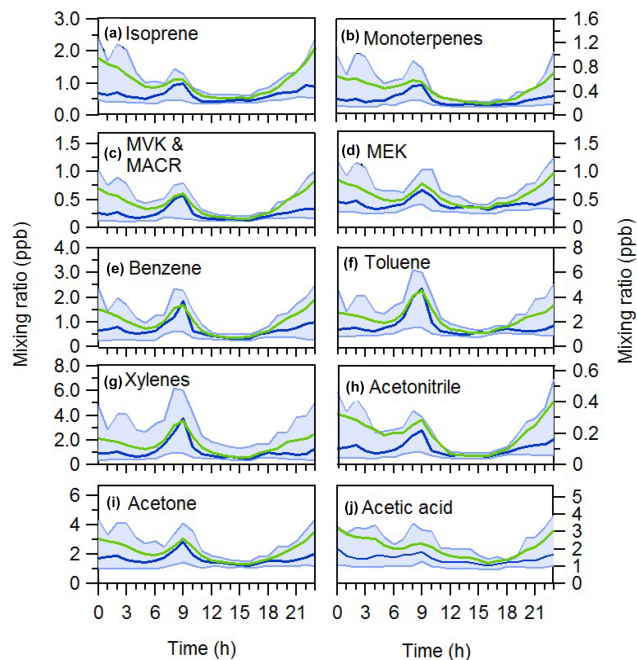 (a) Isoprene
3.0
2.0
1.0
0.0
(b) Monoterpenes
1.6
1.2
0.8
0.4
0
(c) MVK &
MACR
1.5
1.0
0.5
0
(d) MEK
1.5
1.0
0.5
0
(e) Benzene
4.0
3.0
2.0
1.0
0.0
(f) Toluene
8
6
4
2
0
(g) Xylenes
8.0
6.0
4.0
2.0
0
(h) Acetonitrile
0.6
0.4
0.2
0
(i) Acetone
6
4
2
0
(j) Acetic acid
5
4
3
2
1
0
Mixing ratio (ppb)
Mixing ratio (ppb)
0 3 6 9 12 15 18 21
0 3 6 9 12 15 18 21
Time (h)
Time (h)